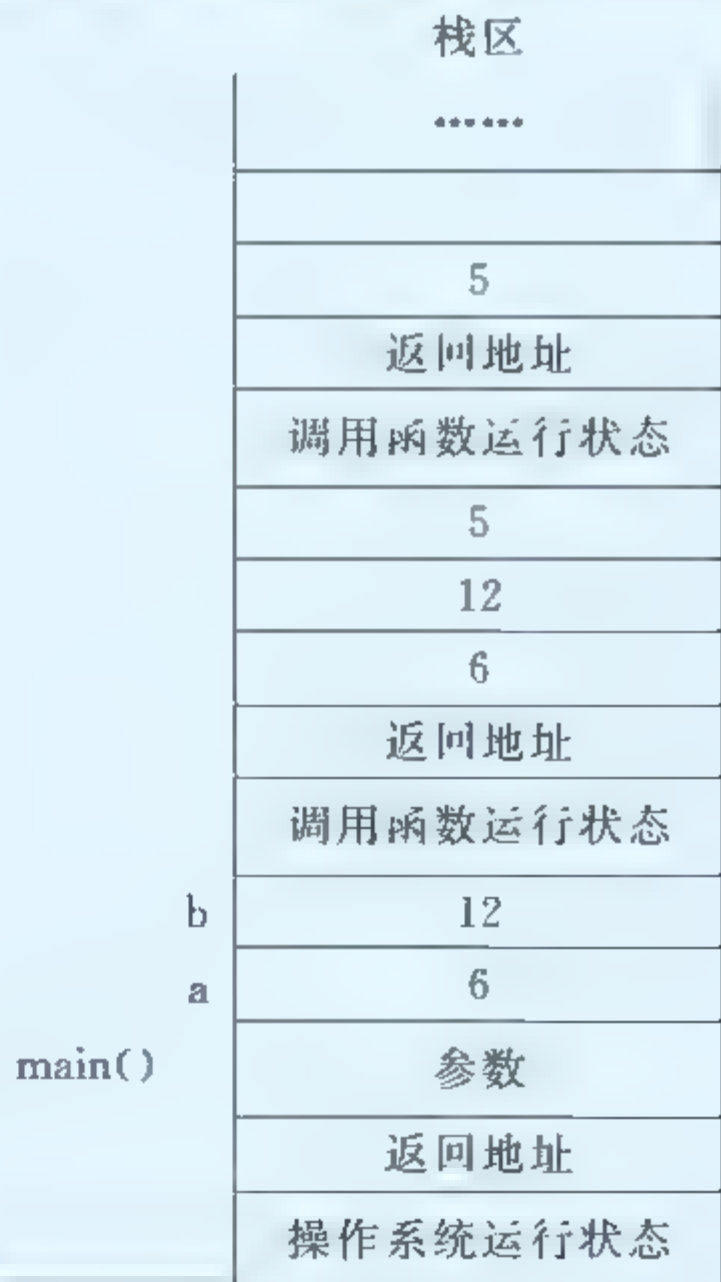 栈区
……
5
返回地址
调用函数运行状态
5
12
6
返回地址
调用函数运行状态
b 12
a 6
main() 参数
返回地址
操作系统运行状态